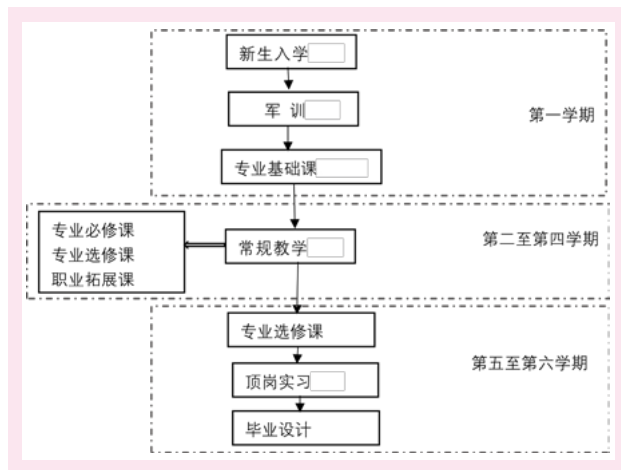 新生入学
军 训
第一学期
专业基础课
专业必修课
专业选修课
职业拓展课
常规教学
第二至第四学期
专业选修课
第五至第六学期
顶岗实习
毕业设计